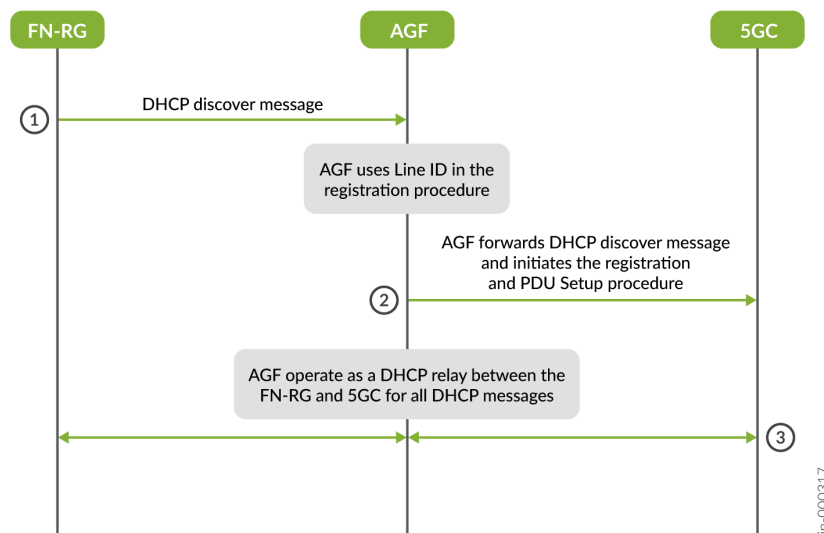 FN-RG
AGF
5GC
1
DHCP discover message
AGF uses Line ID in the
registration procedure
AGF forwards DHCP discover message
and initiates the registration
and PDU Setup procedure
2
AGF operate as a DHCP relay between the
FN-RG and 5GC for all DHCP messages
3